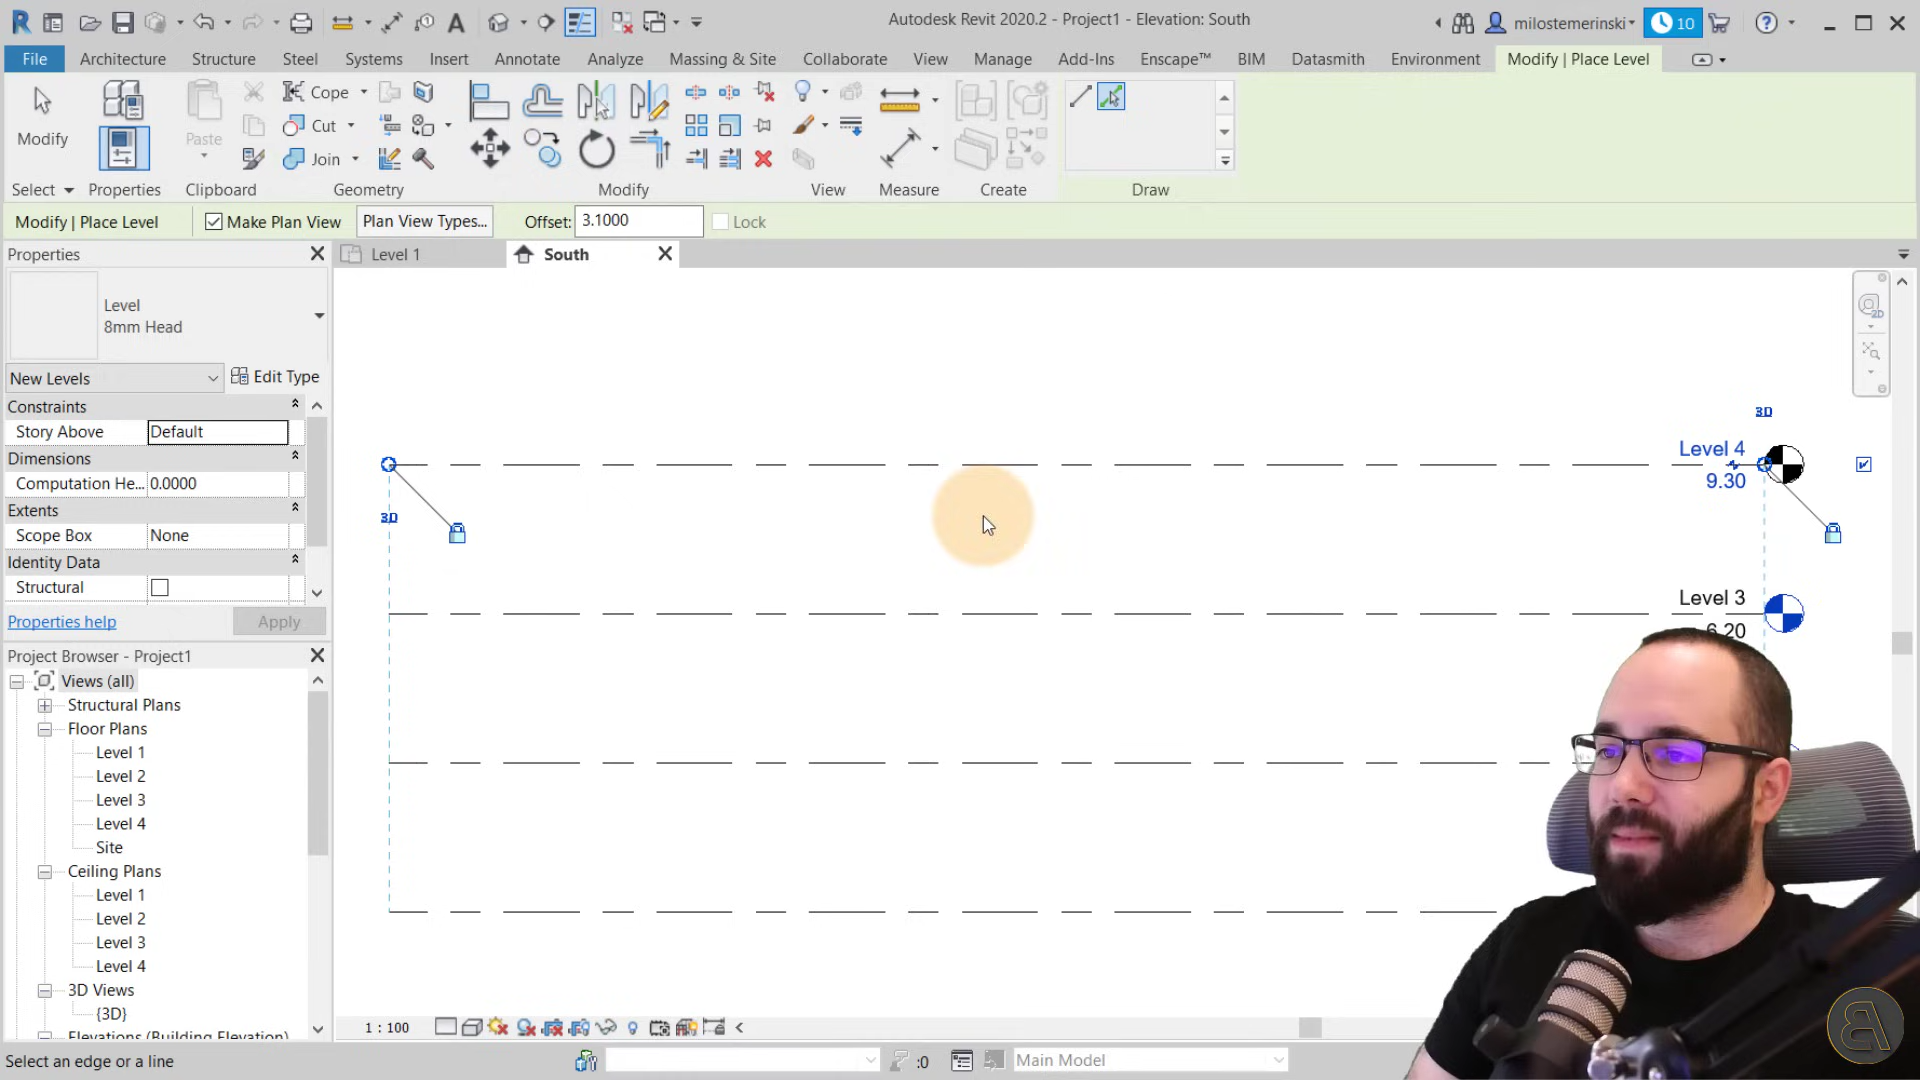 Autodesk Revit 2020.2 - Project1 - Elevation: South
milostemerinski
10
File
Architecture
Structure
Steel
Systems
Insert
Annotate
Analyze
Massing & Site
Collaborate
View
Manage
Add-Ins
Enscape™
BIM
Datasmith
Environment
Modify | Place Level
Modify
Paste
Cope
Cut
Join
Select
Properties
Clipboard
Geometry
Modify
View
Measure
Create
Draw
Modify | Place Level
Make Plan View
Plan View Types...
Offset:
3.1000
Lock
Properties
Level 1
South
Level
8mm Head
New Levels
Edit Type
Constraints
Story Above
Default
Dimensions
Computation He...
0.0000
Extents
Scope Box
None
Identity Data
Structural
Properties help
Apply
Project Browser - Project1
Views (all)
Structural Plans
Floor Plans
Level 1
Level 2
Level 3
Level 4
Site
Ceiling Plans
Level 1
Level 2
Level 3
Level 4
3D Views
{3D}
Elevations (Building Elevation)
3D
Level 4
9.30
3D
Level 3
6.20
1 : 100
Select an edge or a line
:0
Main Model